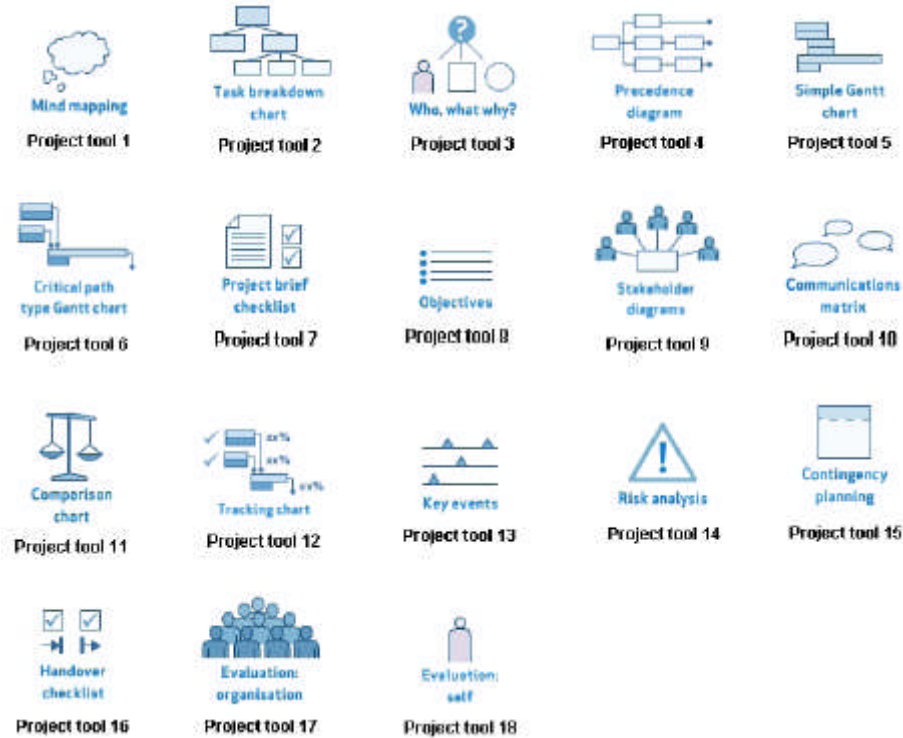 ?
Mind mapping
Project tool 1
Task breakdown
chart
Project tool 2
Who, what why?
Project tool 3
Precedence
diagram
Project tool 4
Simple Gantt
chart
Project tool 5
Critical path
type Gantt chart
Project tool 6
Project brief
checklist
Project tool 7
Objectives
Project tool 8
Stakeholder
diagrams
Project tool 9
Communications
matrix
Project tool 10
Comparison
chart
Project tool 11
xx%
xx%
xx%
Tracking chart
Project tool 12
Key events
Project tool 13
!
Risk analysis
Project tool 14
Contingency
planning
Project tool 15
Handover
checklist
Project tool 16
Evaluation:
organisation
Project tool 17
Evaluation:
self
Project tool 18